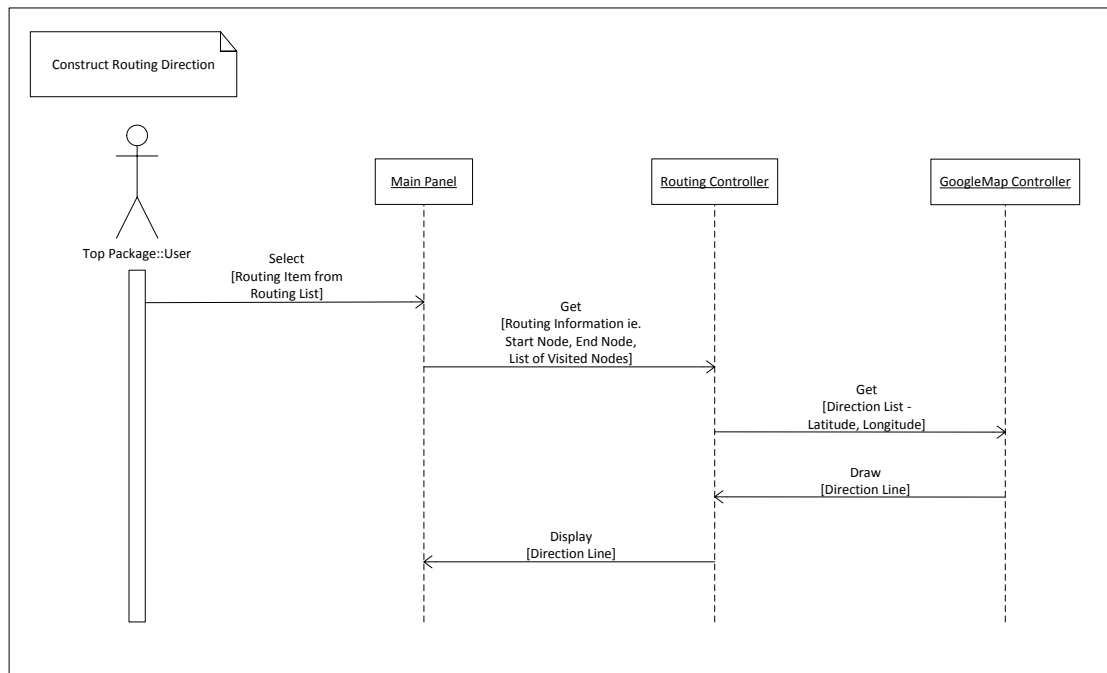 Construct Routing Direction
Main Panel
Routing Controller
GoogleMap Controller
Top Package::User
Select
[Routing Item from
Routing List]
Get
[Routing Information ie.
Start Node, End Node,
List of Visited Nodes]
Get
[Direction List -
Latitude, Longitude]
Draw
[Direction Line]
Display
[Direction Line]